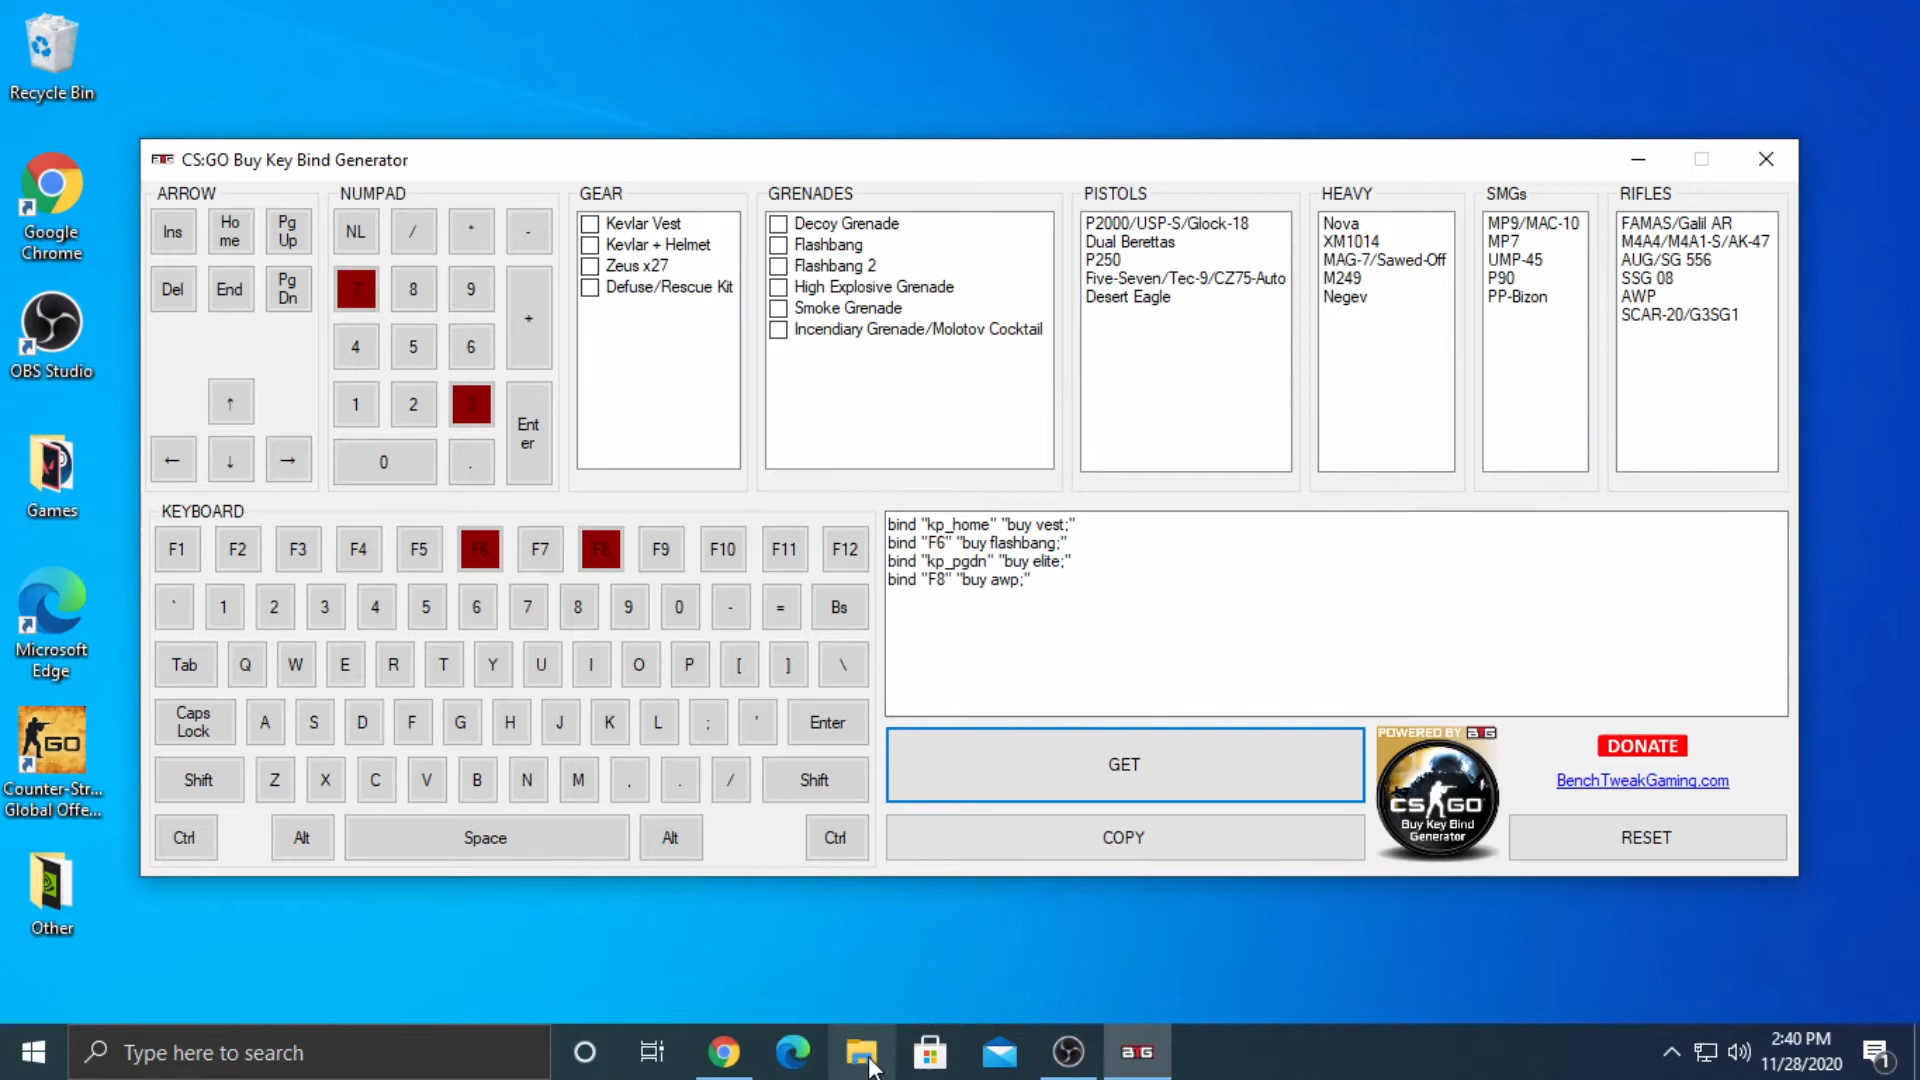 Recycle Bin
Google
Chrome
OBS Studio
Games
Microsoft
Edge
GO
Counter-Str...
Global Offe...
Other
BTG CS:GO Buy Key Bind Generator
ARROW
Ins
Ho
me
Pg
Up
Del
End
Pg
Dn
↑
← ↓ →
NUMPAD
NL / * -
7 8 9
+
4 5 6
1 2 3
Ent
er
0 .
GEAR
Kevlar Vest
Kevlar + Helmet
Zeus x27
Defuse/Rescue Kit
GRENADES
Decoy Grenade
Flashbang
Flashbang 2
High Explosive Grenade
Smoke Grenade
Incendiary Grenade/Molotov Cocktail
PISTOLS
P2000/USP-S/Glock-18
Dual Berettas
P250
Five-Seven/Tec-9/CZ75-Auto
Desert Eagle
HEAVY
Nova
XM1014
MAG-7/Sawed-Off
M249
Negev
SMGs
MP9/MAC-10
MP7
UMP-45
P90
PP-Bizon
RIFLES
FAMAS/Galil AR
M4A4/M4A1-S/AK-47
AUG/SG 556
SSG 08
AWP
SCAR-20/G3SG1
KEYBOARD
F1 F2 F3 F4 F5 F6 F7 F8 F9 F10 F11 F12
` 1 2 3 4 5 6 7 8 9 0 - = Bs
Tab Q W E R T Y U I O P [ ] \
Caps
Lock
A S D F G H J K L ; ' Enter
Shift Z X C V B N M , . / Shift
Ctrl Alt Space Alt Ctrl
bind "kp_home" "buy vest;"
bind "F6" "buy flashbang;"
bind "kp_pgdn" "buy elite;"
bind "F8" "buy awp;"
GET
COPY
POWERED BY BTG
CS GO
Buy Key Bind
Generator
DONATE
BenchTweakGaming.com
RESET
Type here to search
BTG
2:40 PM
11/28/2020
1